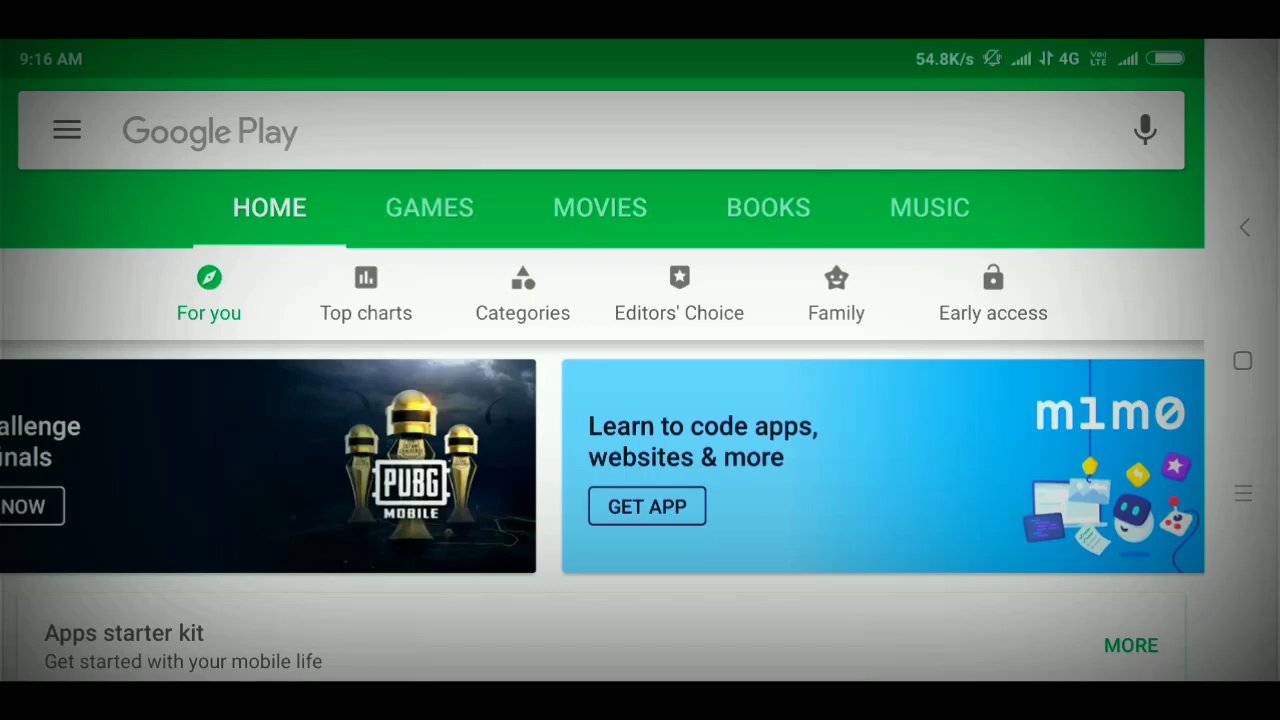 9:16 AM
54.8K/s 4G VoLTE
Google Play
HOME GAMES MOVIES BOOKS MUSIC
For you Top charts Categories Editors' Choice Family Early access
allenge
inals
NOW
PUBG
MOBILE
Learn to code apps,
websites & more
GET APP
m1m0
Apps starter kit
Get started with your mobile life
MORE